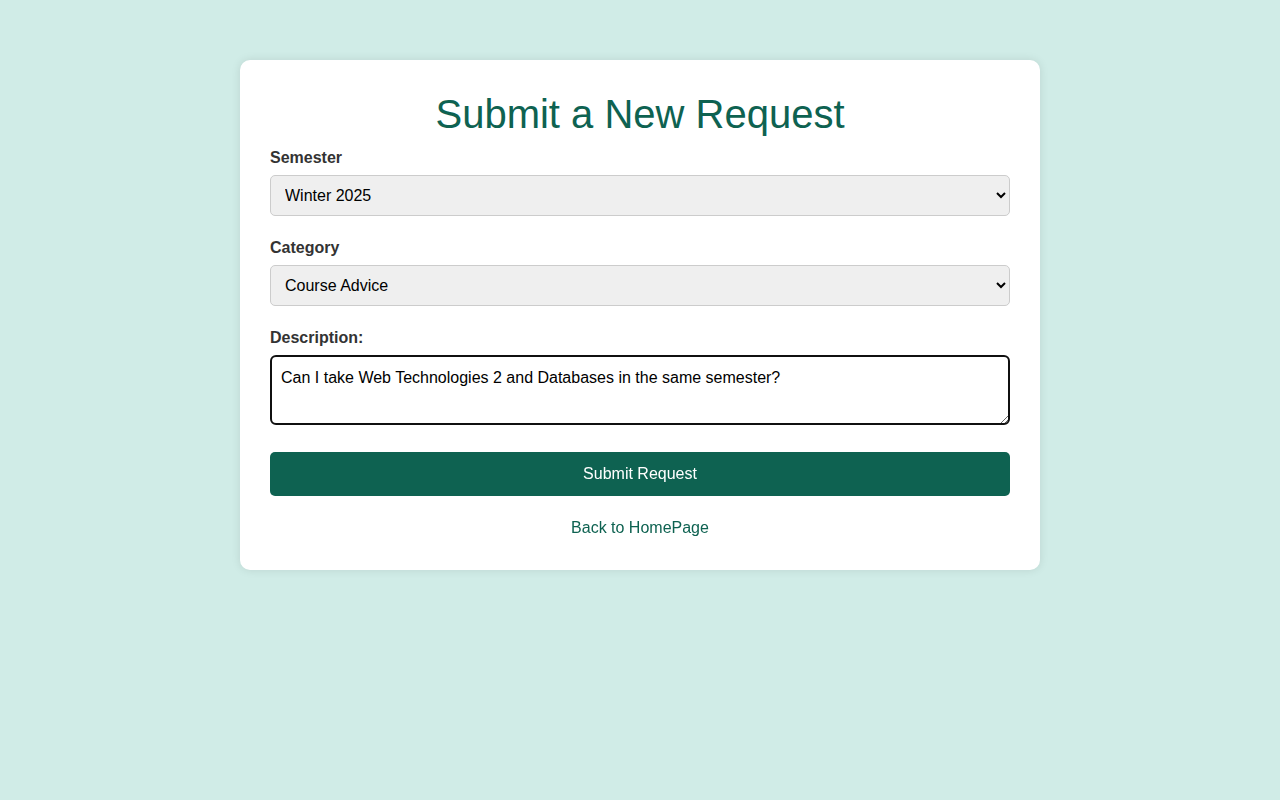 Submit a New Request
Semester
Winter 2025
Category
Course Advice
Description:
Can I take Web Technologies 2 and Databases in the same semester?
Submit Request
Back to HomePage